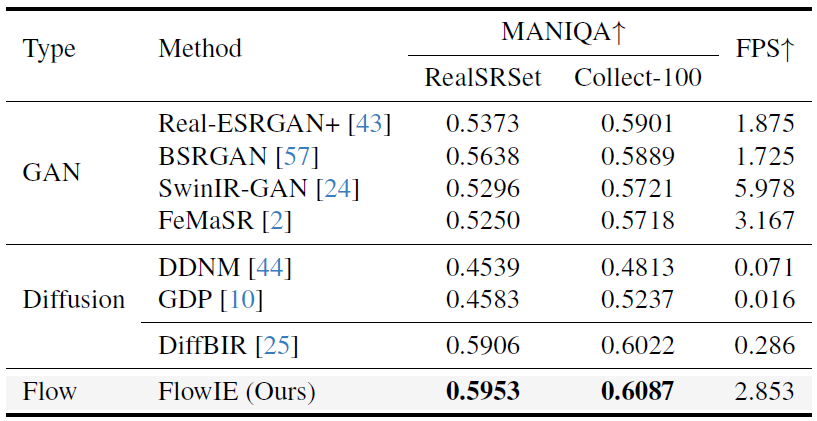 Type Method MANIQA↑ FPS↑
RealSRSet Collect-100
GAN
Real-ESRGAN+ [43] 0.5373 0.5901 1.875
BSRGAN [57] 0.5638 0.5889 1.725
SwinIR-GAN [24] 0.5296 0.5721 5.978
FeMaSR [2] 0.5250 0.5718 3.167
Diffusion
DDNM [44] 0.4539 0.4813 0.071
GDP [10] 0.4583 0.5237 0.016
DiffBIR [25] 0.5906 0.6022 0.286
Flow FlowIE (Ours) 0.5953 0.6087 2.853